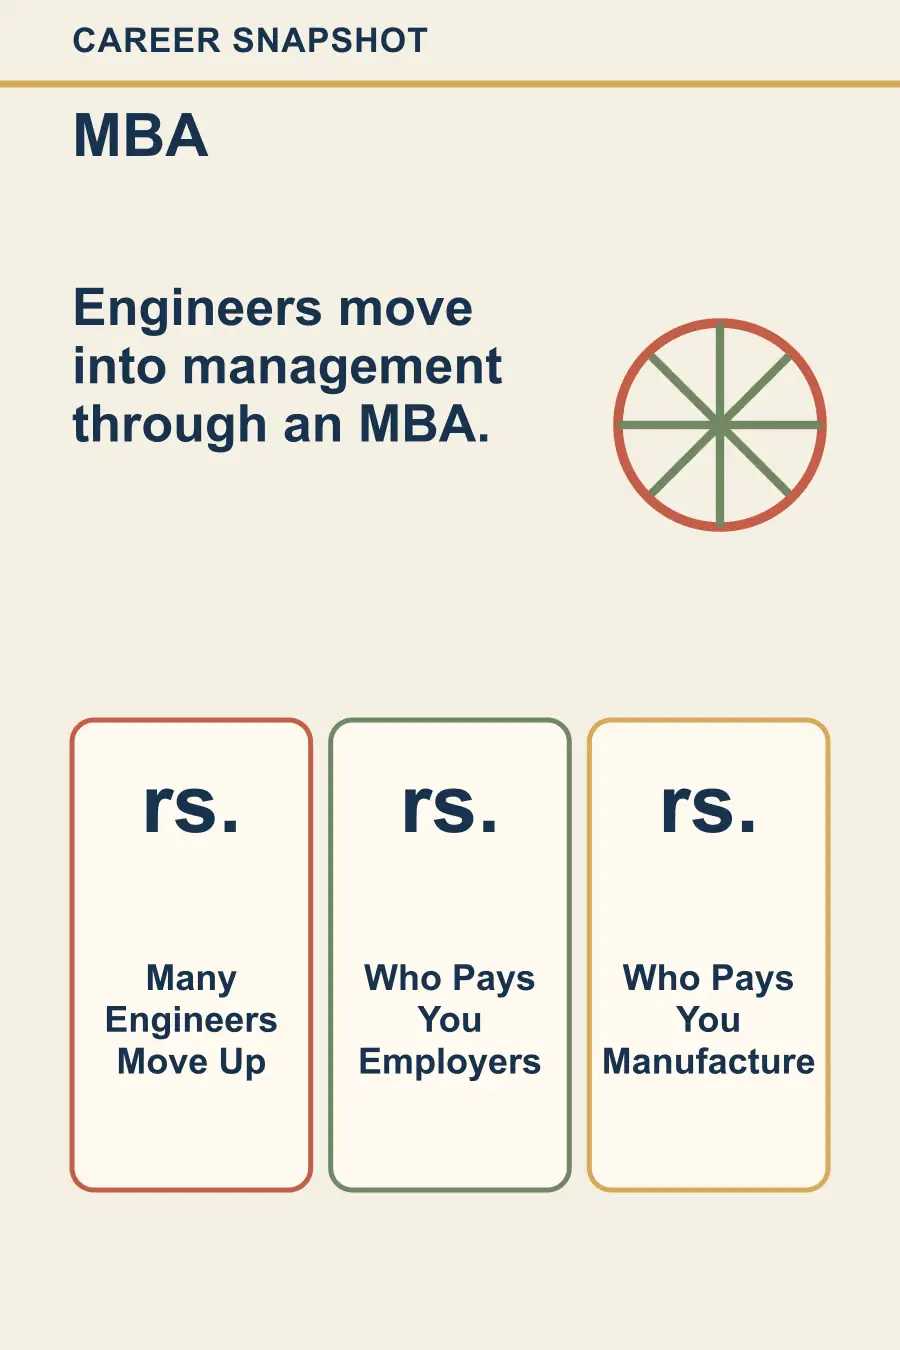 CAREER SNAPSHOT
MBA
Engineers move
into management
through an MBA.
rs.
Many
Engineers
Move Up
rs.
Who Pays
You
Employers
rs.
Who Pays
You
Manufacture